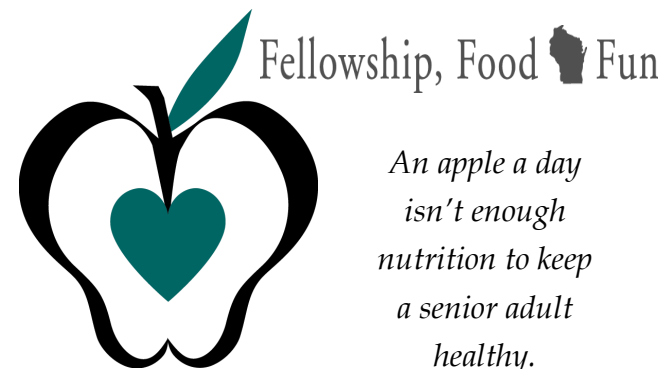 Fellowship, Food Fun
An apple a day
isn't enough
nutrition to keep
a senior adult
healthy.